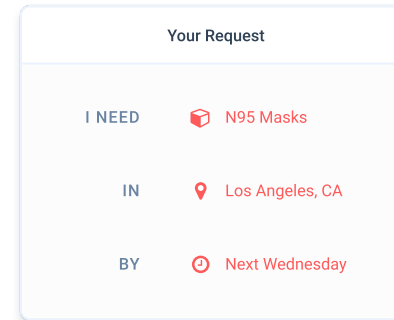 Your Request
I NEED N95 Masks
IN Los Angeles, CA
BY Next Wednesday